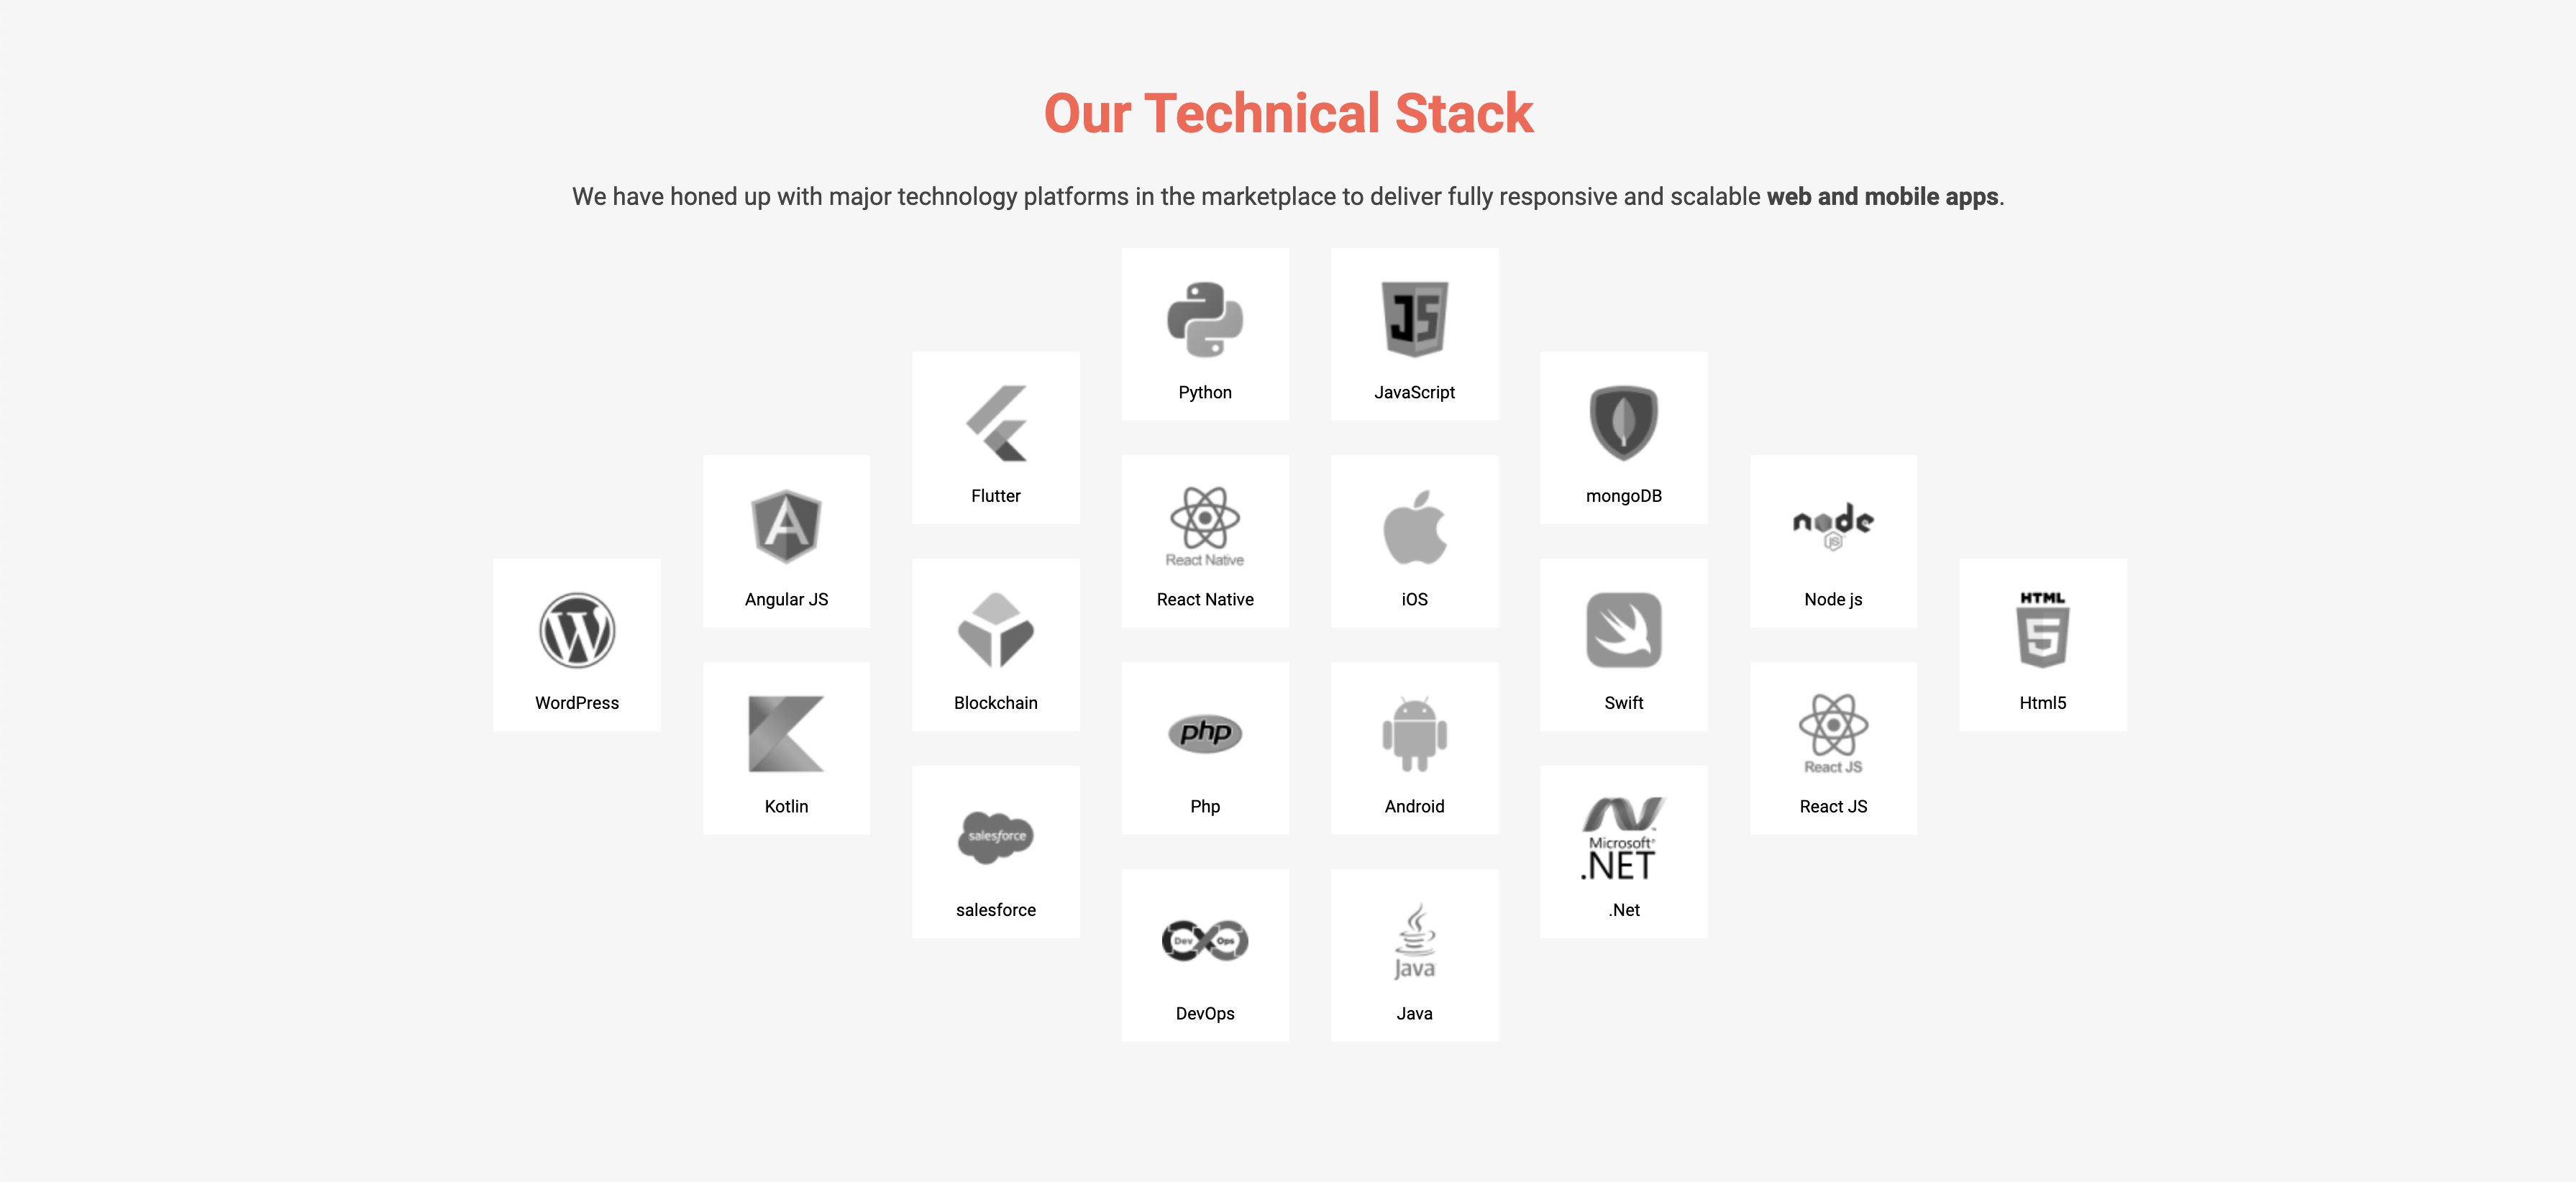 Our Technical Stack
We have honed up with major technology platforms in the marketplace to deliver fully responsive and scalable web and mobile apps.
Python
JS
JavaScript
Flutter
mongoDB
A
Angular JS
React Native
React Native
iOS
node
JS
Node js
W
WordPress
Blockchain
Swift
HTML
5
Html5
Kotlin
php
Php
Android
React JS
React JS
salesforce
salesforce
Microsoft®
.NET
.Net
Dev Ops
DevOps
Java
Java